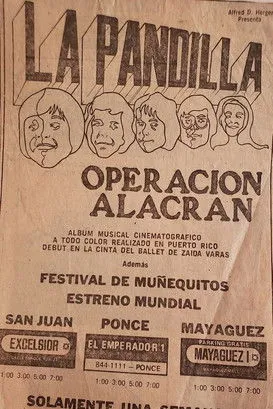 Alfred D. Herger
Presenta
LA PANDILLA
OPERACION
ALACRAN
ALBUM MUSICAL CINEMATOGRAFICO
A TODO COLOR REALIZADO EN PUERTO RICO
DEBUT EN LA CINTA DEL BALLET DE ZAIDA VARAS
Además
FESTIVAL DE MUÑEQUITOS
ESTRENO MUNDIAL
SAN JUAN
EXCELSIOR
1:00 3:00 5:00 7:00
PONCE
EL EMPERADOR 1
844-1111 - PONCE
1:00 3:00 5:00 7:00
MAYAGUEZ
PARKING GRATIS
MAYAGUEZ I
1:00 3:00 5:00 7:00
SOLAMENTE UNA SEMA